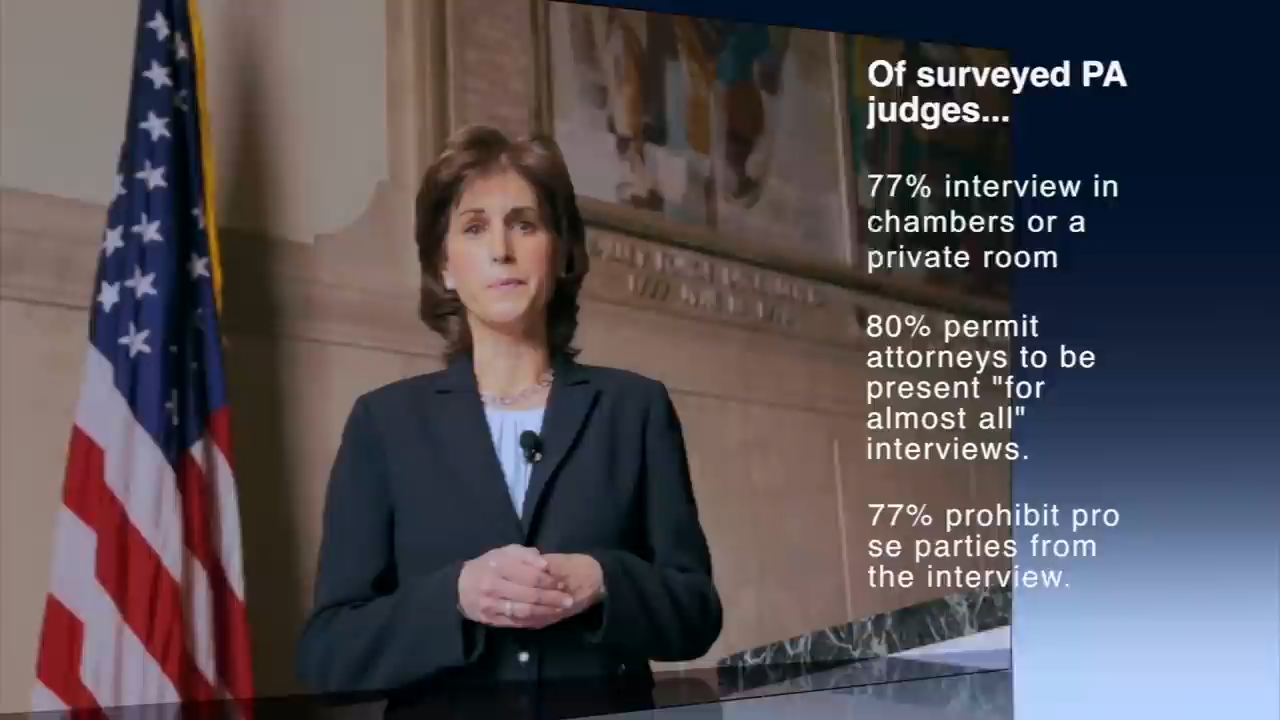 Of surveyed PA
judges...
77% interview in
chambers or a
private room
80% permit
attorneys to be
present "for
almost all"
interviews.
77% prohibit pro
se parties from
the interview.